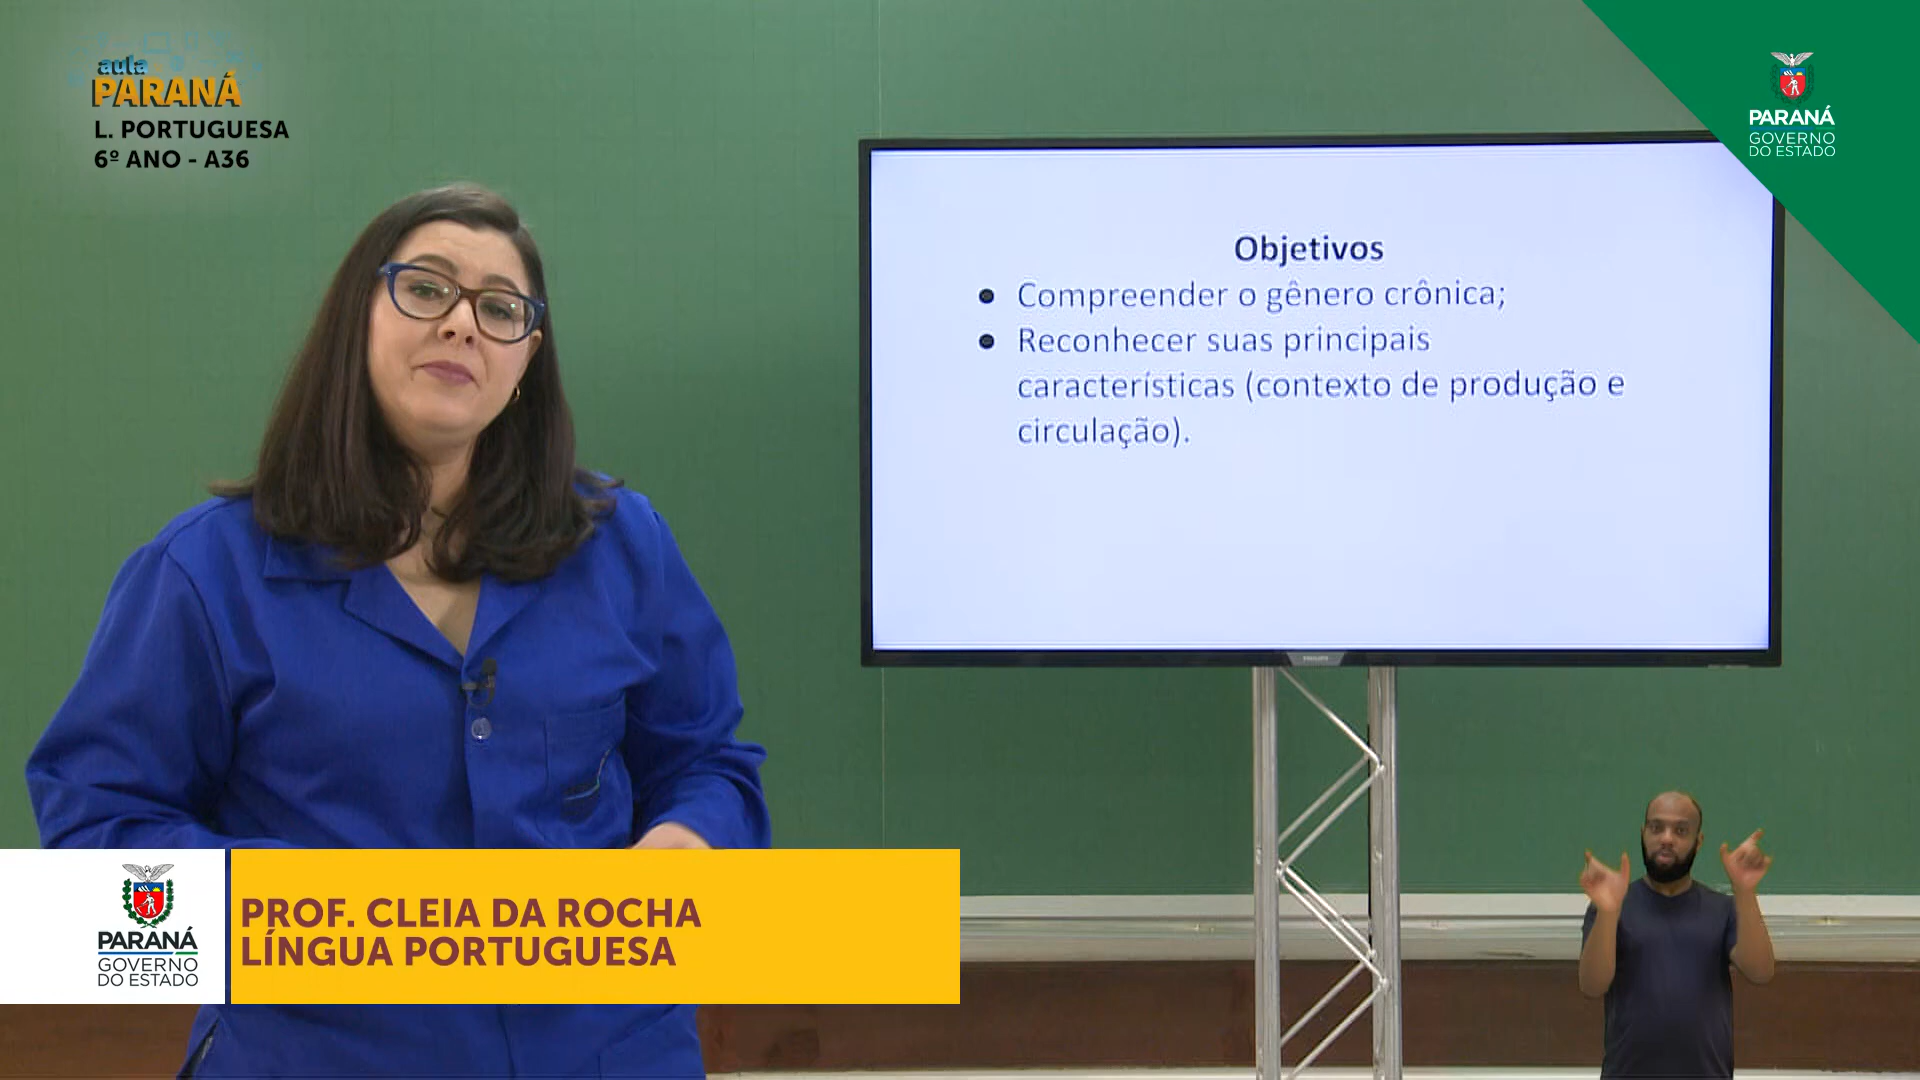 aula
PARANÁ
L. PORTUGUESA
6º ANO - A36
PARANÁ
GOVERNO
DO ESTADO
Objetivos
● Compreender o gênero crônica;
● Reconhecer suas principais
características (contexto de produção e
circulação).
PHILIPS
PROF. CLEIA DA ROCHA
LÍNGUA PORTUGUESA
PARANÁ
GOVERNO
DO ESTADO